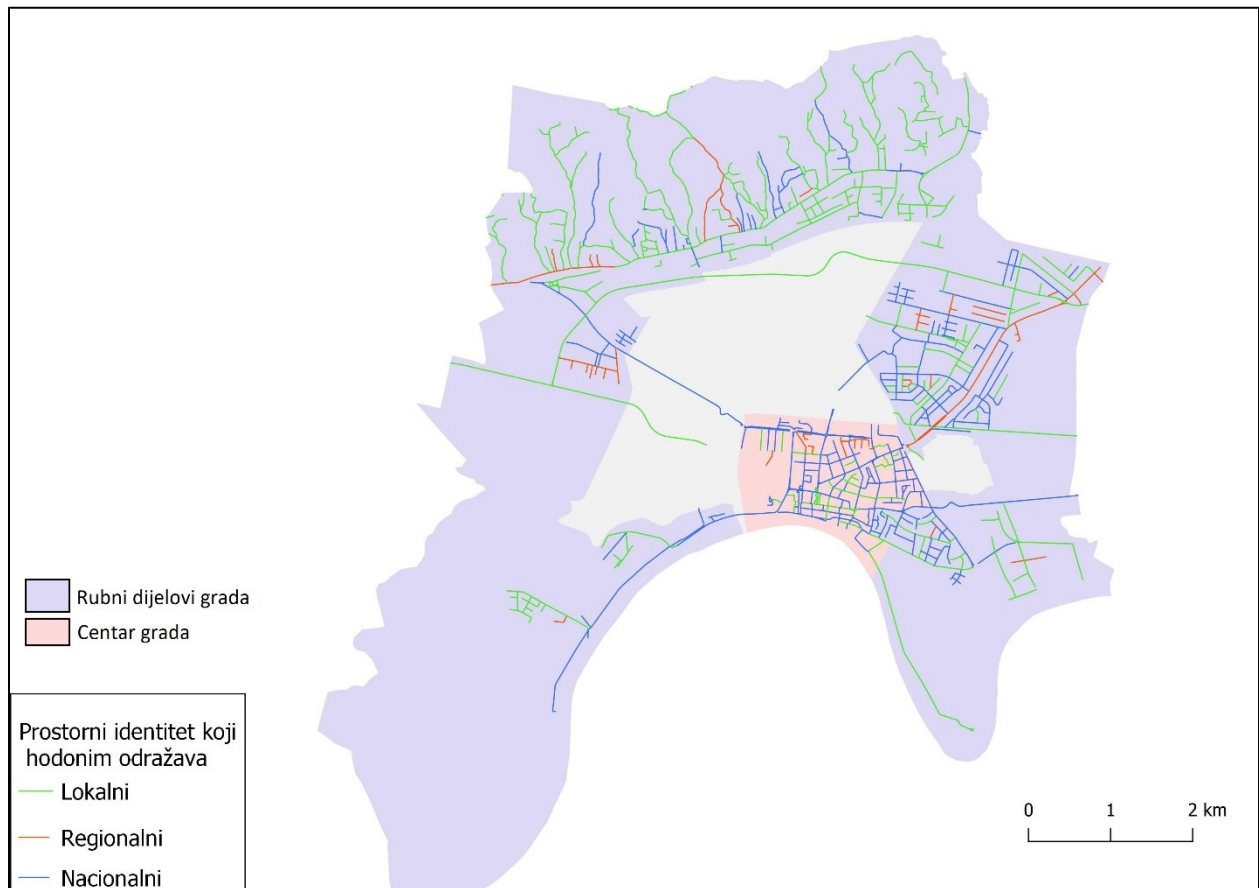 Rubni dijelovi grada
Centar grada
Prostorni identitet koji
hodonim odražava
Lokalni
Regionalni
Nacionalni
0 1 2 km